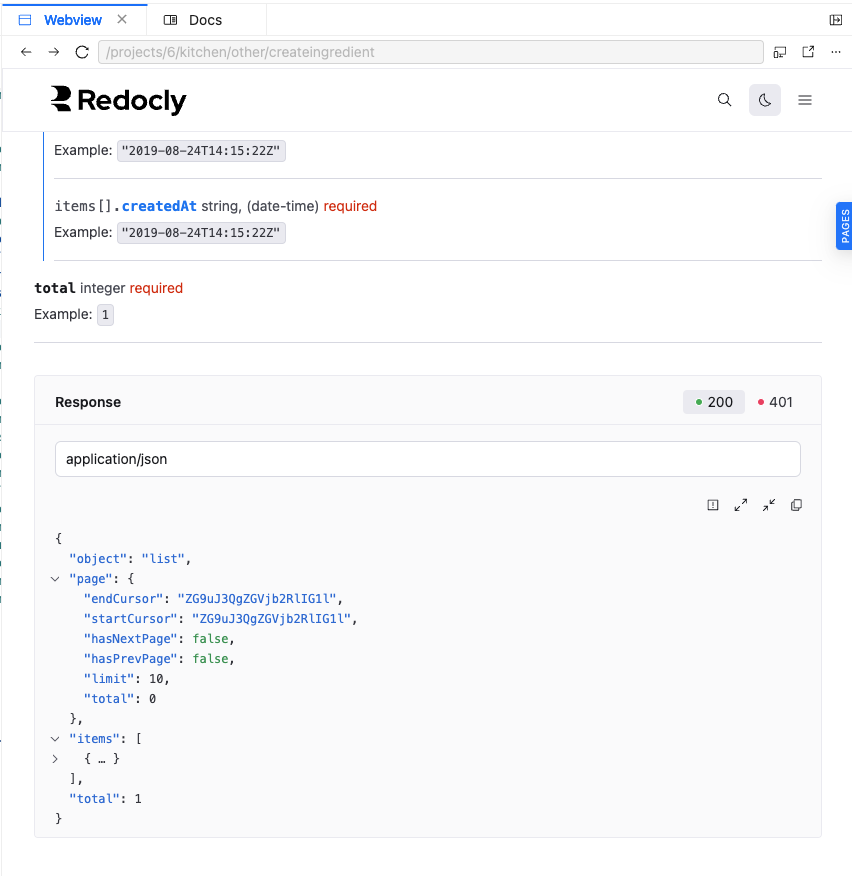 Webview
Docs
/projects/6/kitchen/other/createingredient
Redocly
Example: "2019-08-24T14:15:22Z"
items[].createdAt string, (date-time) required
Example: "2019-08-24T14:15:22Z"
PAGES
total integer required
Example: 1
Response 200 401
application/json
{
"object": "list",
"page": {
"endCursor": "ZG9uJ3QgZGVjb2RlIG1l",
"startCursor": "ZG9uJ3QgZGVjb2RlIG1l",
"hasNextPage": false,
"hasPrevPage": false,
"limit": 10,
"total": 0
},
"items": [
{ … }
],
"total": 1
}